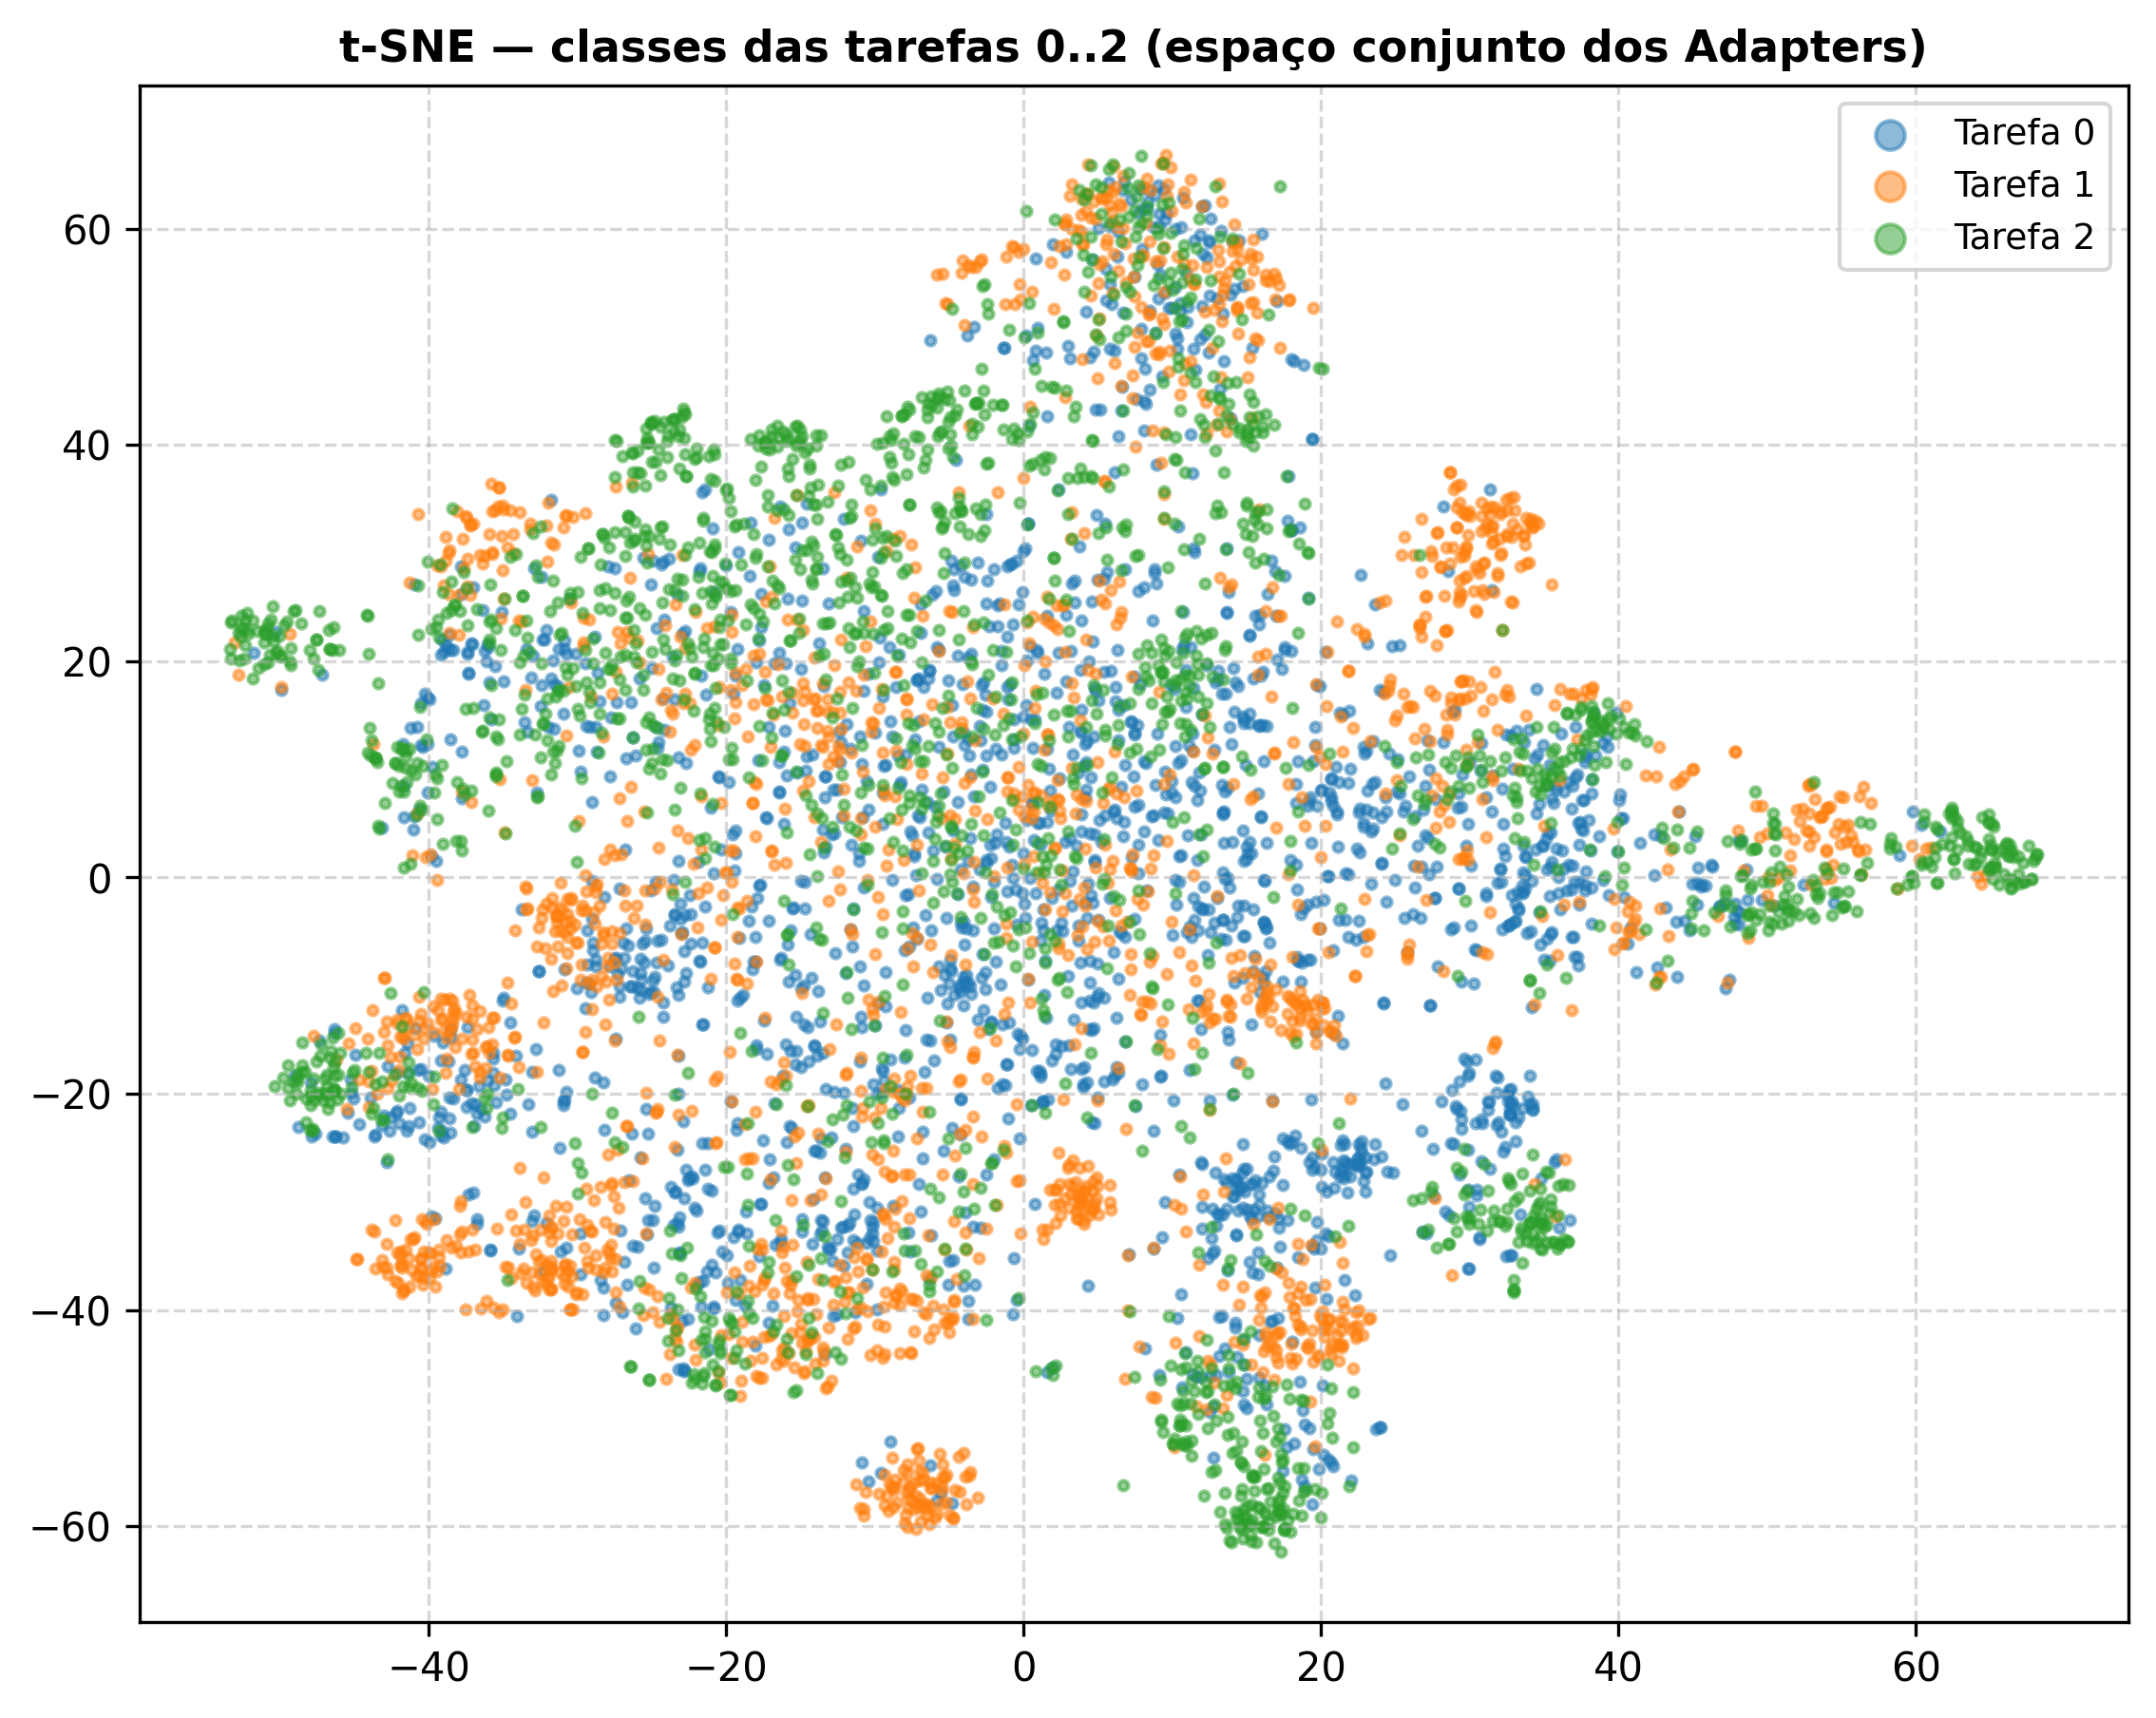 t-SNE — classes das tarefas 0..2 (espaço conjunto dos Adapters)
Tarefa 0
Tarefa 1
Tarefa 2
60
40
20
0
−20
−40
−60
−40 −20 0 20 40 60